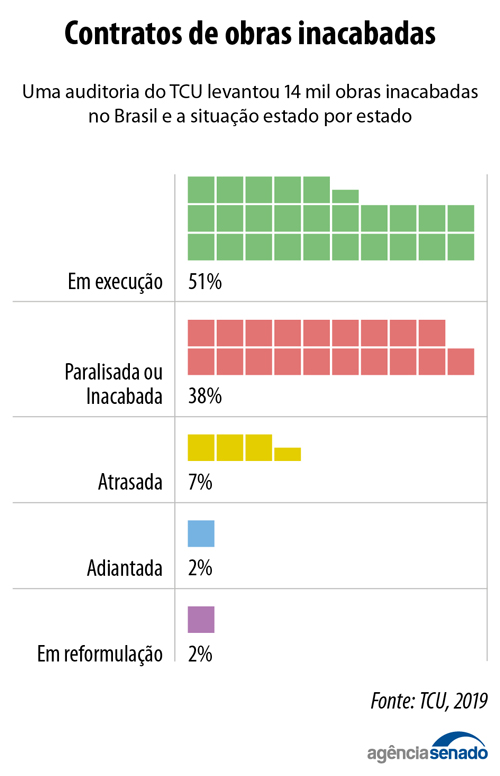 Contratos de obras inacabadas
Uma auditoria do TCU levantou 14 mil obras inacabadas
no Brasil e a situação estado por estado
Em execução
51%
Paralisada ou
Inacabada
38%
Atrasada
7%
Adiantada
2%
Em reformulação
2%
Fonte: TCU, 2019
agênciasenado